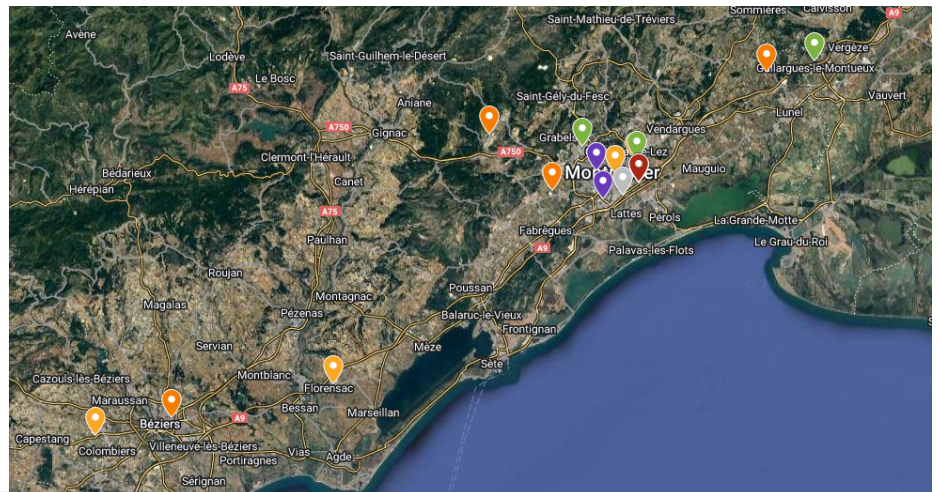 Sommières
Calvisson
A9
Saint-Mathieu-de-Tréviers
Avène
Vergèze
Lodève
Saint-Guilhem-le-Désert
Gallargues-le-Montueux
Le Bosc
A75
Aniane
Saint-Gély-du-Fesc
Vauvert
Lunel
A750
Gignac
Grabels
Vendargues
A750
Clermont-l'Hérault
Bédarieux
Mauguio
Hérépian
Canet
A75
Lattes
Pérols
La Grande-Motte
Fabrègues
Paulhan
A9
Palavas-les-Flots
Le Grau-du-Roi
Roujan
Poussan
Magalas
Montagnac
Pézenas
Balaruc-le-Vieux
Frontignan
Servian
Mèze
Sète
Cazouls-lès-Béziers
Montblanc
Florensac
Maraussan
Bessan
Marseillan
A9
Béziers
Capestang
Colombiers
Villeneuve-lès-Béziers
Vias
Agde
Portiragnes
Sérignan